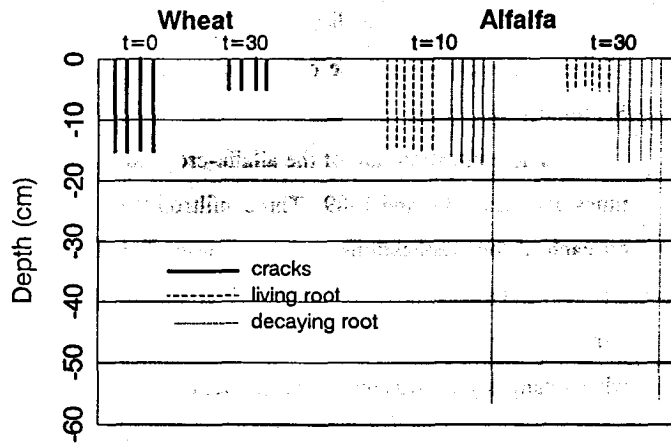 Wheat Alfalfa
t=0 t=30 t=10 t=30
0
-10
-20
-30
-40
-50
-60
Depth (cm)
cracks
living root
decaying root